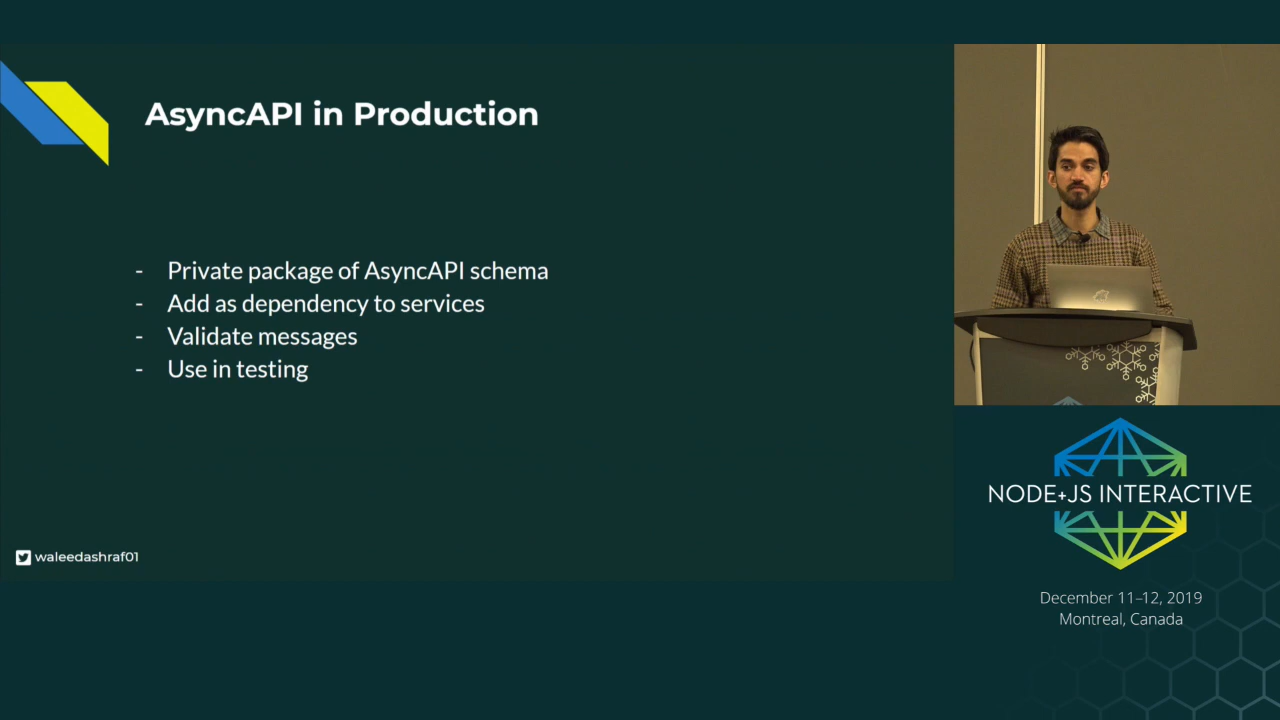 AsyncAPI in Production
- Private package of AsyncAPI schema
- Add as dependency to services
- Validate messages
- Use in testing
waleedashraf01
NODE+JS INTERACTIVE
December 11–12, 2019
Montreal, Canada